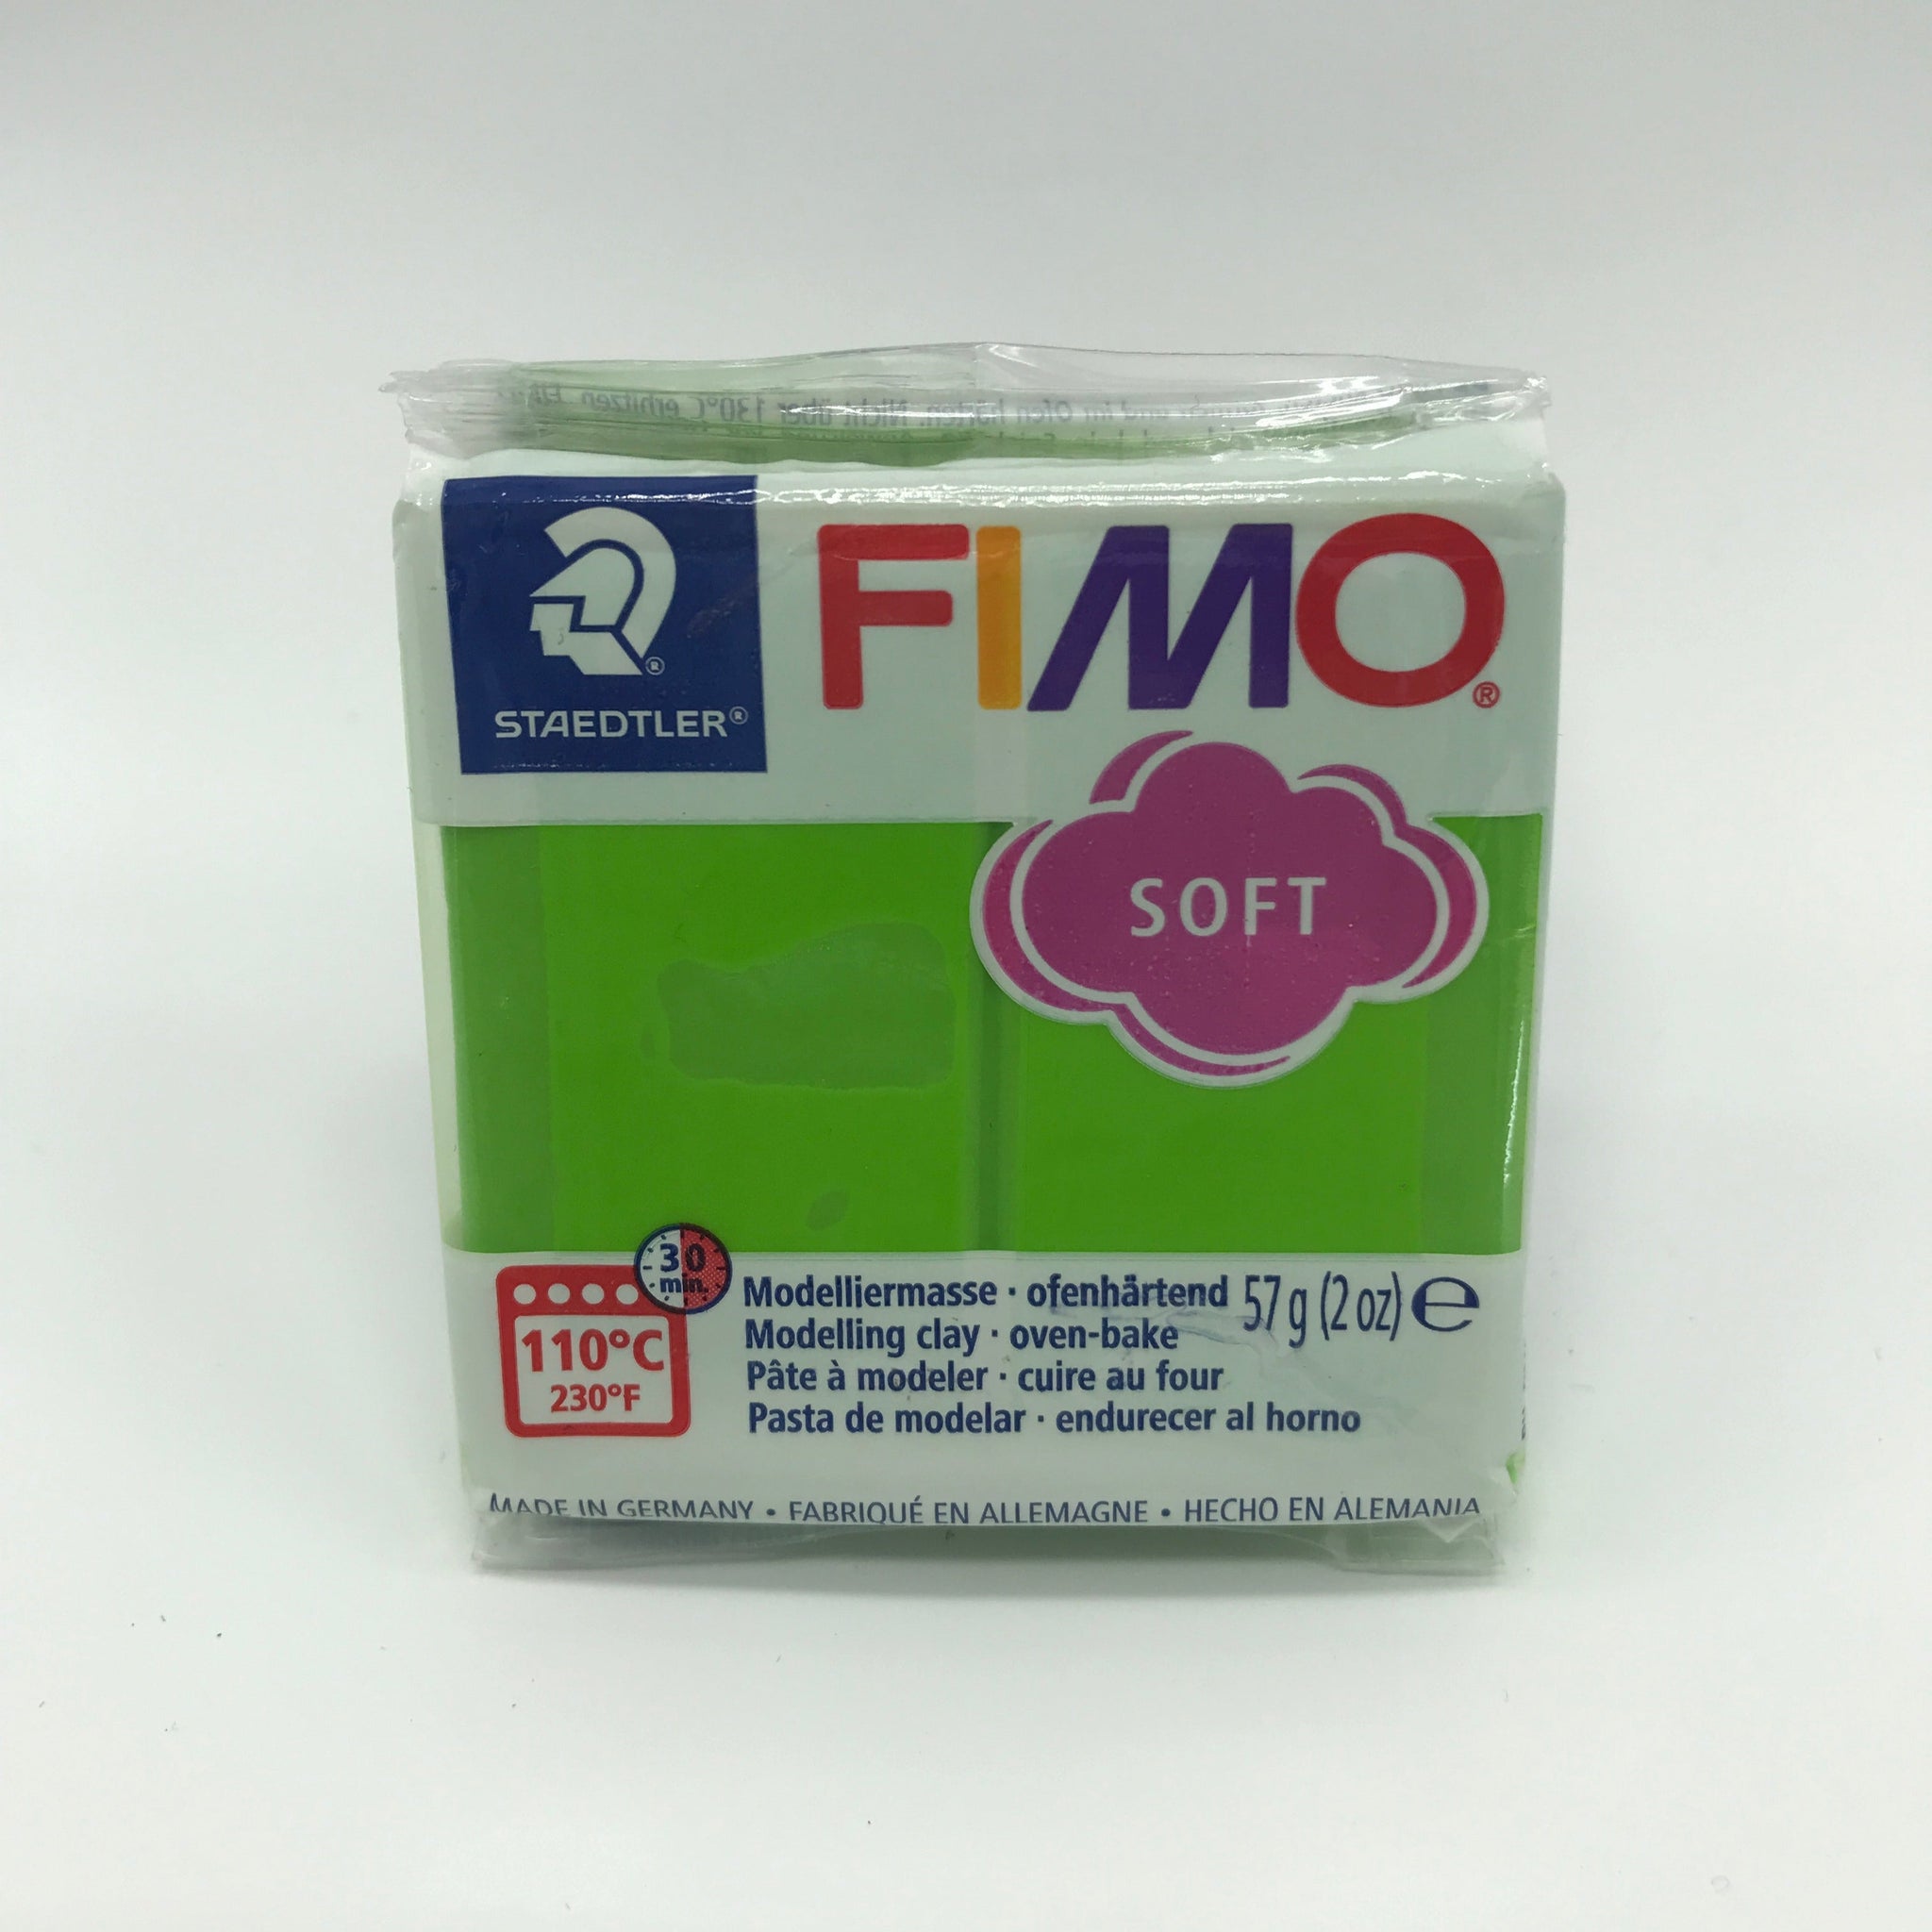 STAEDTLER®
FIMO®
SOFT
30
min.
110°C
230°F
Modelliermasse · ofenhärtend
57 g (2 oz) e
Modelling clay · oven-bake
Pâte à modeler · cuire au four
Pasta de modelar · endurecer al horno
MADE IN GERMANY • FABRIQUÉ EN ALLEMAGNE • HECHO EN ALEMANIA